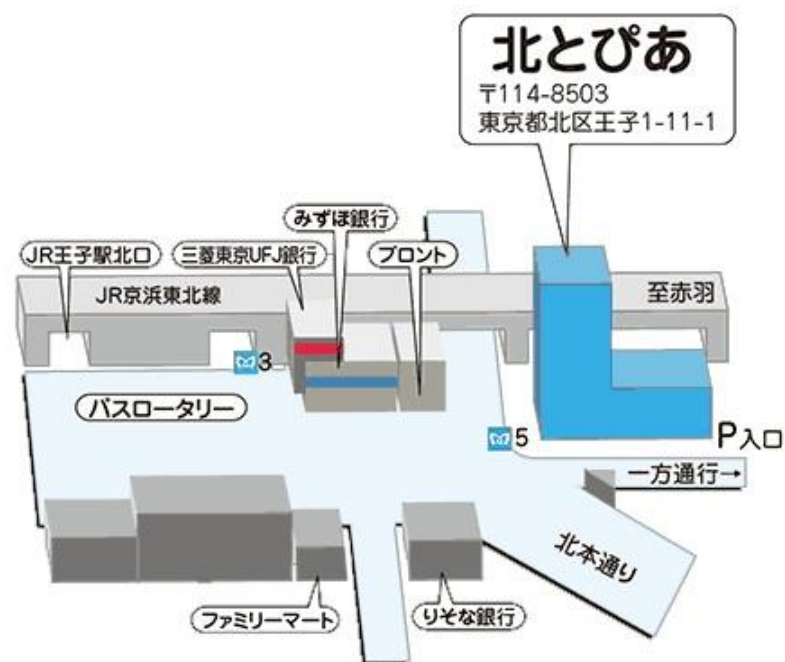 北とぴあ
〒114-8503
東京都北区王子1-11-1
みずほ銀行
JR王子駅北口
三菱東京UFJ銀行
プロント
JR京浜東北線
至赤羽
3
バスロータリー
5
P入口
一方通行→
北本通り
ファミリーマート
りそな銀行